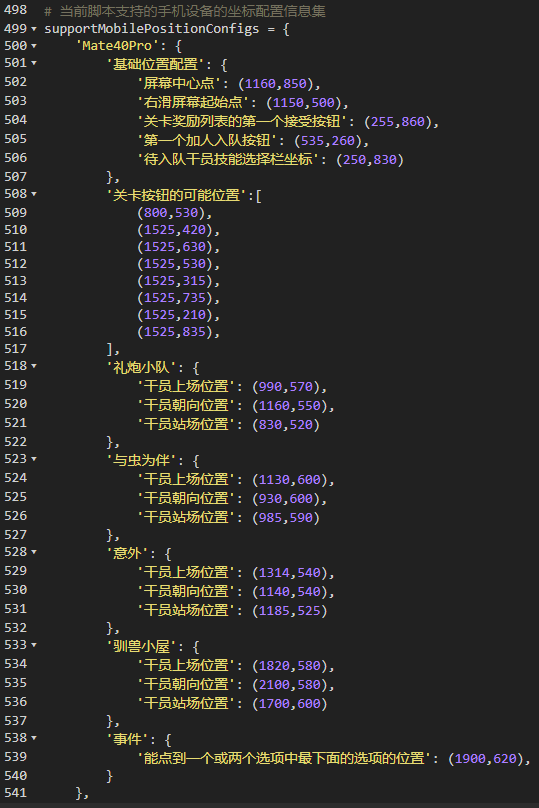 498 # 当前脚本支持的手机设备的坐标配置信息集
499 supportMobilePositionConfigs = {
500 'Mate40Pro': {
501 '基础位置配置': {
502 '屏幕中心点': (1160,850),
503 '右滑屏幕起始点': (1150,500),
504 '关卡奖励列表的第一个接受按钮': (255,860),
505 '第一个加人入队按钮': (535,260),
506 '待入队干员技能选择栏坐标': (250,830)
507 },
508 '关卡按钮的可能位置':[
509 (800,530),
510 (1525,420),
511 (1525,630),
512 (1525,530),
513 (1525,315),
514 (1525,735),
515 (1525,210),
516 (1525,835),
517 ],
518 '礼炮小队': {
519 '干员上场位置': (990,570),
520 '干员朝向位置': (1160,550),
521 '干员站场位置': (830,520)
522 },
523 '与虫为伴': {
524 '干员上场位置': (1130,600),
525 '干员朝向位置': (930,600),
526 '干员站场位置': (985,590)
527 },
528 '意外': {
529 '干员上场位置': (1314,540),
530 '干员朝向位置': (1140,540),
531 '干员站场位置': (1185,525)
532 },
533 '驯兽小屋': {
534 '干员上场位置': (1820,580),
535 '干员朝向位置': (2100,580),
536 '干员站场位置': (1700,600)
537 },
538 '事件': {
539 '能点到一个或两个选项中最下面的选项的位置': (1900,620),
540 }
541 },